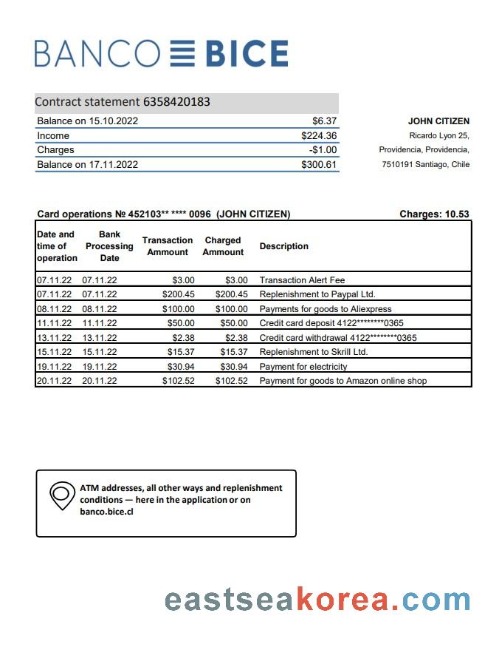 BANCO BICE
Contract statement 6358420183
Balance on 15.10.2022 $6.37
Income $224.36
Charges -$1.00
Balance on 17.11.2022 $300.61
JOHN CITIZEN
Ricardo Lyon 25,
Providencia, Providencia,
7510191 Santiago, Chile
Card operations № 452103** **** 0096 (JOHN CITIZEN) Charges: 10.53
Date and time of operation Bank Processing Date Transaction Amount Charged Amount Description
07.11.22 07.11.22 $3.00 $3.00 Transaction Alert Fee
07.11.22 07.11.22 $200.45 $200.45 Replenishment to Paypal Ltd.
08.11.22 08.11.22 $100.00 $100.00 Payments for goods to Aliexpress
11.11.22 11.11.22 $50.00 $50.00 Credit card deposit 4122********0365
13.11.22 13.11.22 $2.38 $2.38 Credit card withdrawal 4122********0365
15.11.22 15.11.22 $15.37 $15.37 Replenishment to Skrill Ltd.
19.11.22 19.11.22 $30.94 $30.94 Payment for electricity
20.11.22 20.11.22 $102.52 $102.52 Payment for goods to Amazon online shop
ATM addresses, all other ways and replenishment
conditions — here in the application or on
banco.bice.cl
eastseakorea.com